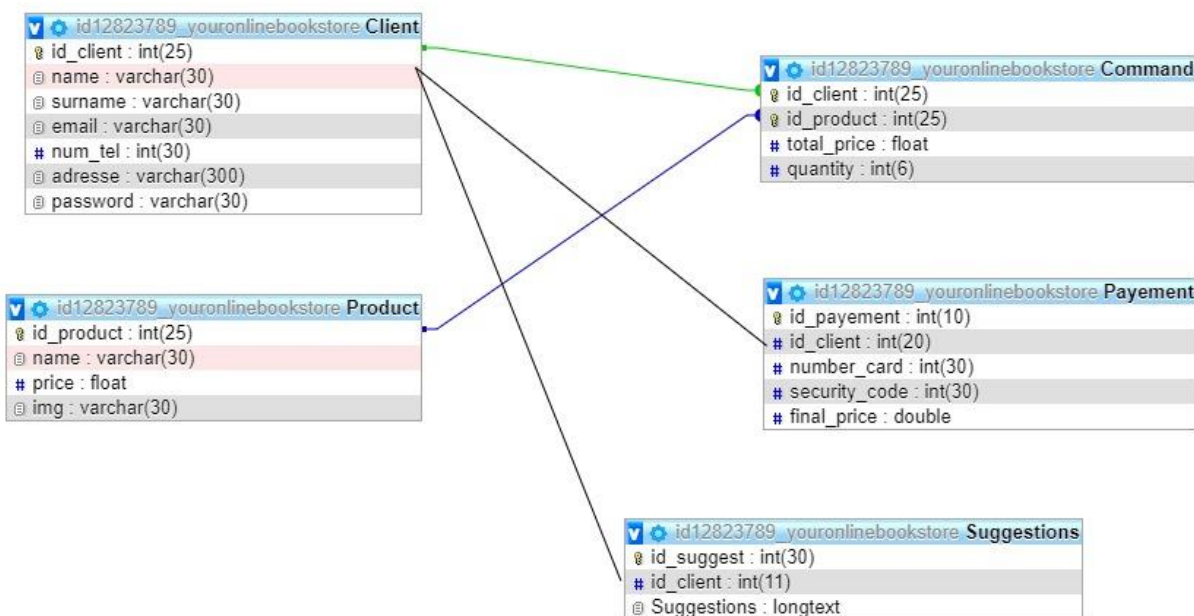 id12823789_youronlinebookstore Client
id_client : int(25)
name : varchar(30)
surname : varchar(30)
email : varchar(30)
# num_tel : int(30)
adresse : varchar(300)
password : varchar(30)
id12823789_youronlinebookstore Command
id_client : int(25)
id_product : int(25)
# total_price : float
# quantity : int(6)
id12823789_youronlinebookstore Product
id_product : int(25)
name : varchar(30)
# price : float
img : varchar(30)
id12823789_youronlinebookstore Payement
id_payement : int(10)
# id_client : int(20)
# number_card : int(30)
# security_code : int(30)
# final_price : double
id12823789_youronlinebookstore Suggestions
id_suggest : int(30)
# id_client : int(11)
Suggestions : longtext